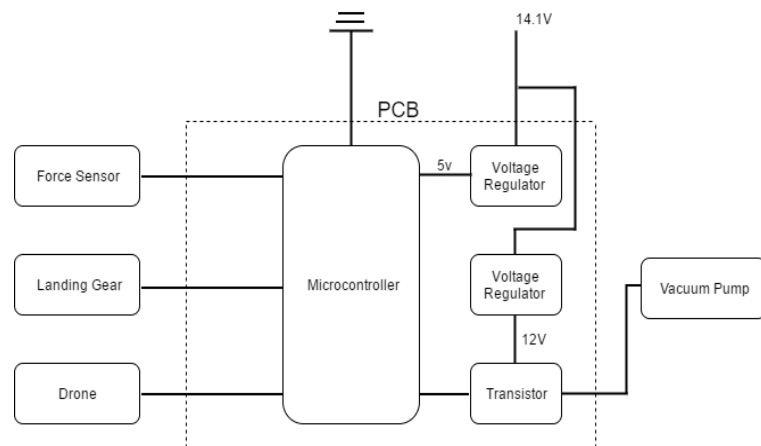 14.1V
PCB
Force Sensor
5v
Voltage
Regulator
Landing Gear
Microcontroller
Voltage
Regulator
Vacuum Pump
12V
Drone
Transistor